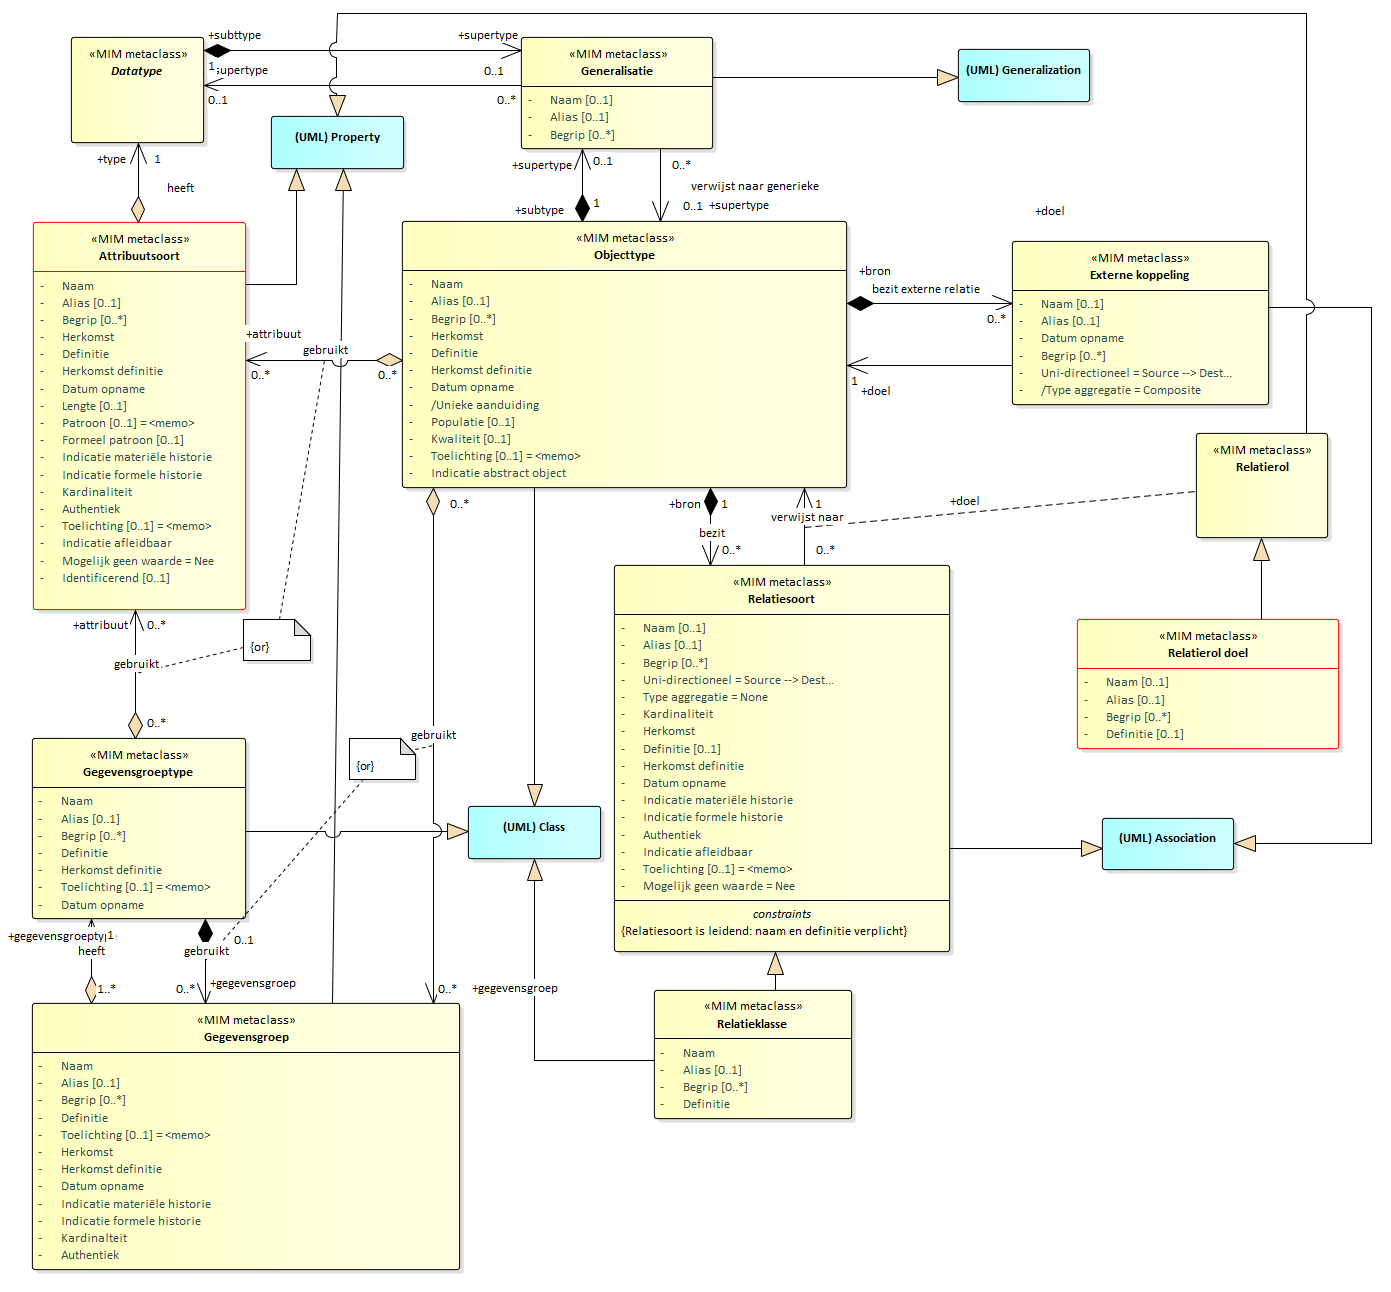 +subttype
+supertype
«MIM metaclass»
Datatype
1
supertype
0..1
0..1
0..*
«MIM metaclass»
Generalisatie
- Naam [0..1]
- Alias [0..1]
- Begrip [0..*]
(UML) Generalization
(UML) Property
+type
1
heeft
+supertype
0..1
0..*
verwijst naar generieke
0..1 +supertype
+subtype
1
+doel
«MIM metaclass»
Attribuutsoort
- Naam
- Alias [0..1]
- Begrip [0..*]
- Herkomst
- Definitie
- Herkomst definitie
- Datum opname
- Lengte [0..1]
- Patroon [0..1] = <memo>
- Formeel patroon [0..1]
- Indicatie materiële historie
- Indicatie formele historie
- Kardinaliteit
- Authentiek
- Toelichting [0..1] = <memo>
- Indicatie afleidbaar
- Mogelijk geen waarde = Nee
- Identificerend [0..1]
+attribuut
gebruikt
0..*
0..*
«MIM metaclass»
Objecttype
- Naam
- Alias [0..1]
- Begrip [0..*]
- Herkomst
- Definitie
- Herkomst definitie
- Datum opname
- /Unieke aanduiding
- Populatie [0..1]
- Kwaliteit [0..1]
- Toelichting [0..1] = <memo>
- Indicatie abstract object
+bron
bezit externe relatie
0..*
1
+doel
«MIM metaclass»
Externe koppeling
- Naam [0..1]
- Alias [0..1]
- Datum opname
- Begrip [0..*]
- Uni-directioneel = Source --> Dest...
- /Type aggregatie = Composite
«MIM metaclass»
Relatierol
0..*
+bron
1
bezit
0..*
1
verwijst naar
0..*
+doel
«MIM metaclass»
Relatiesoort
- Naam [0..1]
- Alias [0..1]
- Begrip [0..*]
- Uni-directioneel = Source --> Dest...
- Type aggregatie = None
- Kardinaliteit
- Herkomst
- Definitie [0..1]
- Herkomst definitie
- Datum opname
- Indicatie materiële historie
- Indicatie formele historie
- Authentiek
- Indicatie afleidbaar
- Toelichting [0..1] = <memo>
- Mogelijk geen waarde = Nee
constraints
{Relatiesoort is leidend: naam en definitie verplicht}
«MIM metaclass»
Relatierol doel
- Naam [0..1]
- Alias [0..1]
- Begrip [0..*]
- Definitie [0..1]
+attribuut
0..*
gebruikt
0..*
{or}
gebruikt
{or}
«MIM metaclass»
Gegevensgroeptype
- Naam
- Alias [0..1]
- Begrip [0..*]
- Definitie
- Herkomst definitie
- Toelichting [0..1] = <memo>
- Datum opname
(UML) Class
(UML) Association
+gegevensgroeptyp
1
heeft
1..*
gebruikt
0..1
0..*
+gegevensgroep
0..*
+gegevensgroep
«MIM metaclass»
Gegevensgroep
- Naam
- Alias [0..1]
- Begrip [0..*]
- Definitie
- Toelichting [0..1] = <memo>
- Herkomst
- Herkomst definitie
- Datum opname
- Indicatie materiële historie
- Indicatie formele historie
- Kardinalteit
- Authentiek
«MIM metaclass»
Relatieklasse
- Naam
- Alias [0..1]
- Begrip [0..*]
- Definitie